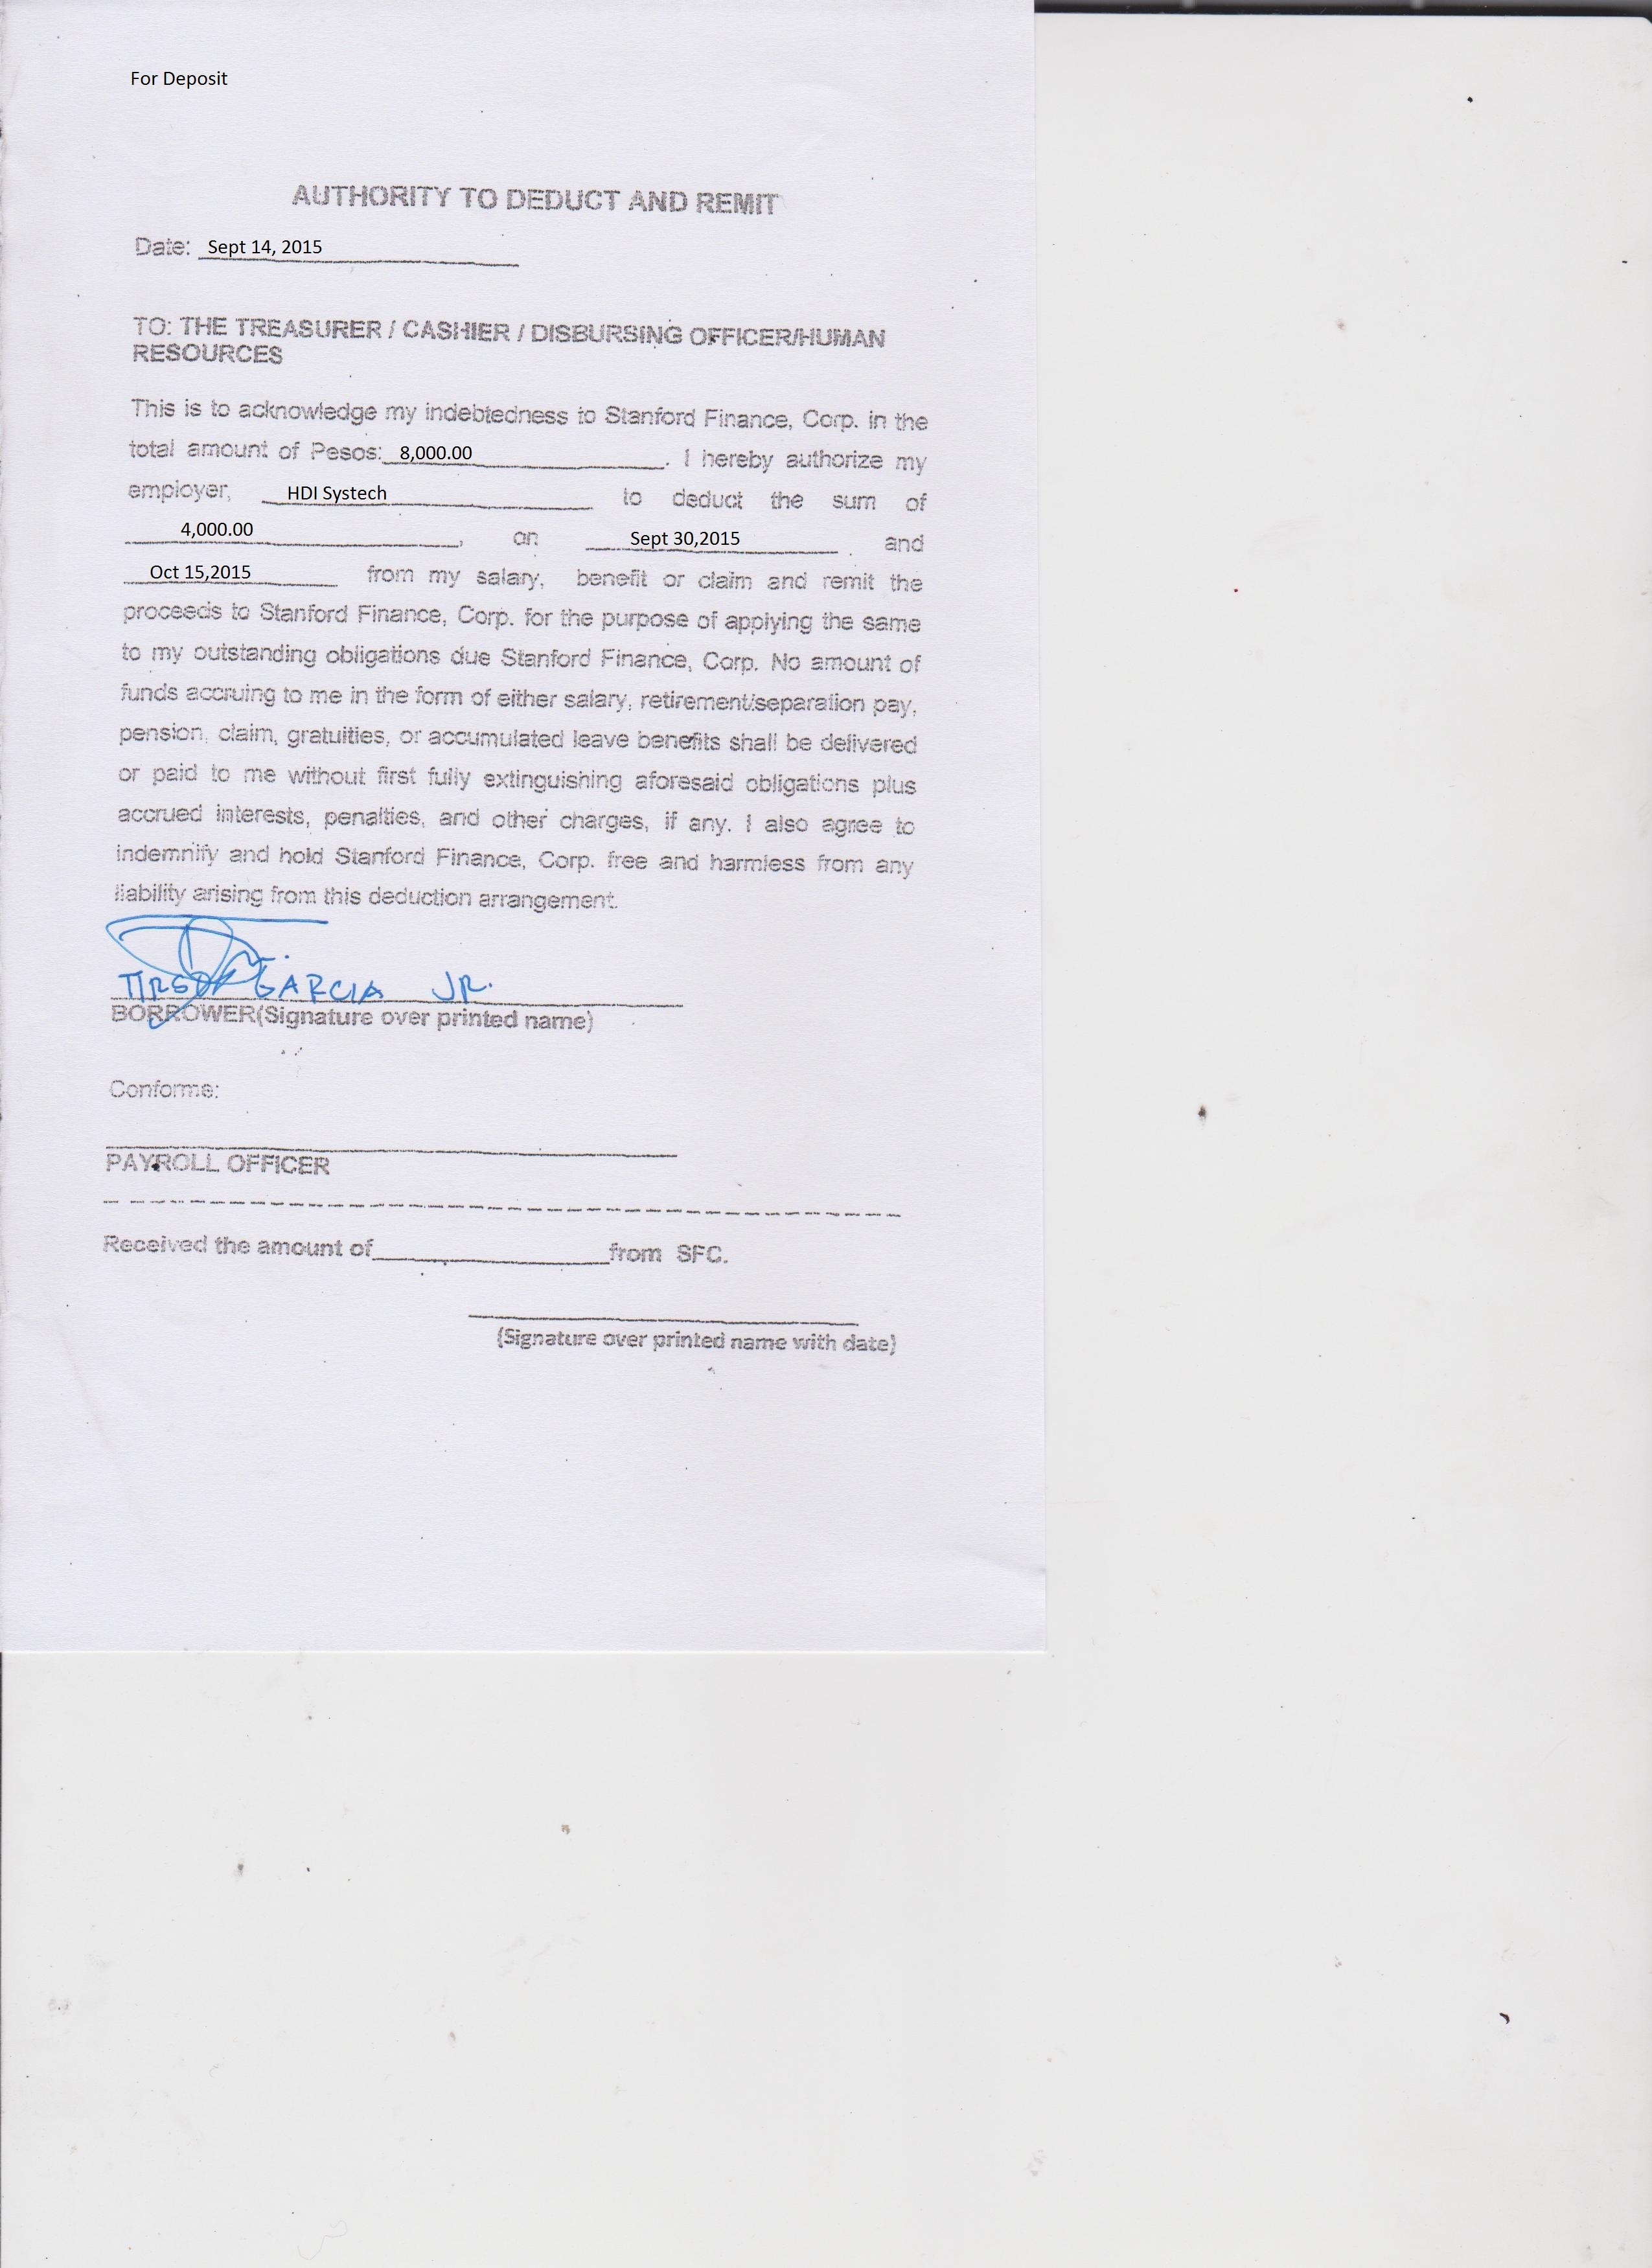 For Deposit
AUTHORITY TO DEDUCT AND REMIT
Date: Sept 14, 2015
TO: THE TREASURER / CASHIER / DISBURSING OFFICER/HUMAN
RESOURCES
This is to acknowledge my indebtedness to Stanford Finance, Corp. in the
total amount of Pesos: 8,000.00 . I hereby authorize my
employer, HDI Systech to deduct the sum of
4,000.00 , on Sept 30,2015 . and
Oct 15,2015 from my salary, benefit or claim and remit the
proceeds to Stanford Finance, Corp. for the purpose of applying the same
to my outstanding obligations due Stanford Finance, Corp. No amount of
funds accruing to me in the form of either salary, retirement/separation pay,
pension, claim, gratuities, or accumulated leave benefits shall be delivered
or paid to me without first fully extinguishing aforesaid obligations plus
accrued interests, penalties, and other charges, if any. I also agree to
indemnify and hold Stanford Finance, Corp. free and harmless from any
liability arising from this deduction arrangement.
GARCIA JR.
BORROWER(Signature over printed name)
Conforme:
PAYROLL OFFICER
Received the amount of from SFC.
(Signature over printed name with date)